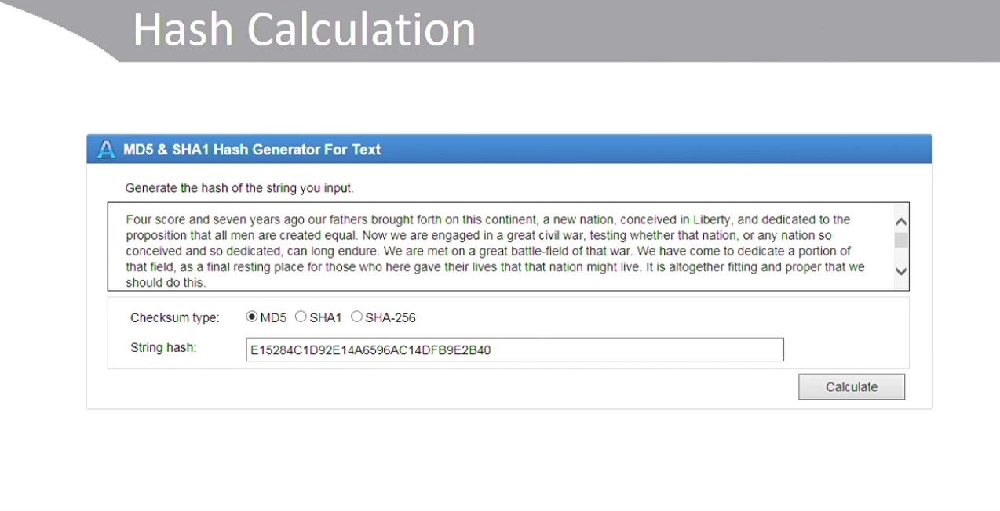 Hash Calculation
MD5 & SHA1 Hash Generator For Text
Generate the hash of the string you input.
Four score and seven years ago our fathers brought forth on this continent, a new nation, conceived in Liberty, and dedicated to the
proposition that all men are created equal. Now we are engaged in a great civil war, testing whether that nation, or any nation so
conceived and so dedicated, can long endure. We are met on a great battle-field of that war. We have come to dedicate a portion of
that field, as a final resting place for those who here gave their lives that that nation might live. It is altogether fitting and proper that we
should do this.
Checksum type: MD5 SHA1 SHA-256
String hash: E15284C1D92E14A6596AC14DFB9E2B40
Calculate